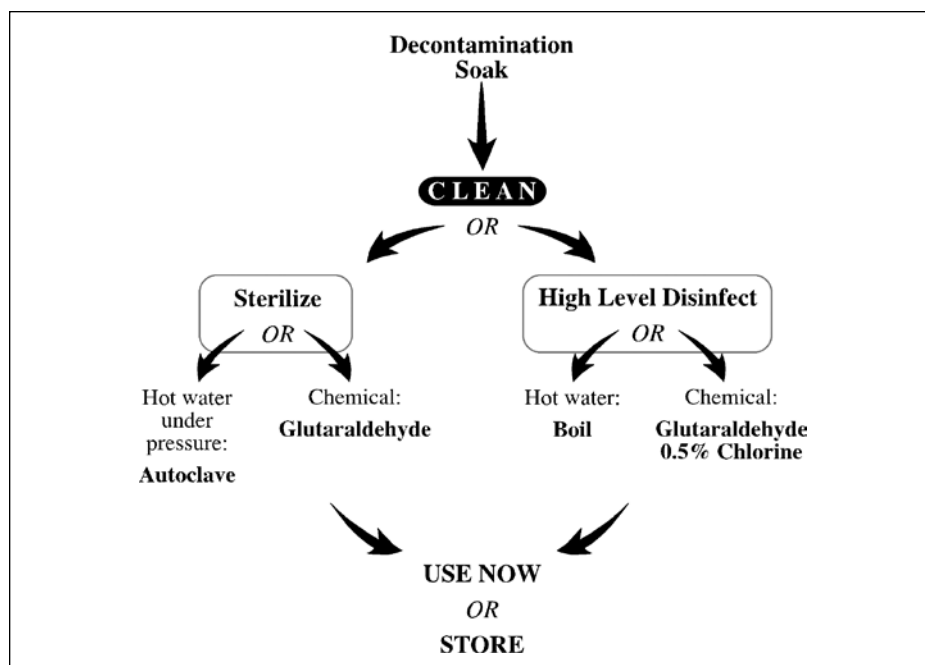 Decontamination
Soak
CLEAN
OR
Sterilize
OR
Hot water
under
pressure:
Autoclave
Chemical:
Glutaraldehyde
High Level Disinfect
OR
Hot water:
Boil
Chemical:
Glutaraldehyde
0.5% Chlorine
USE NOW
OR
STORE